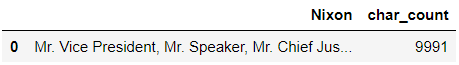 Nixon char_count
0 Mr. Vice President, Mr. Speaker, Mr. Chief Jus... 9991